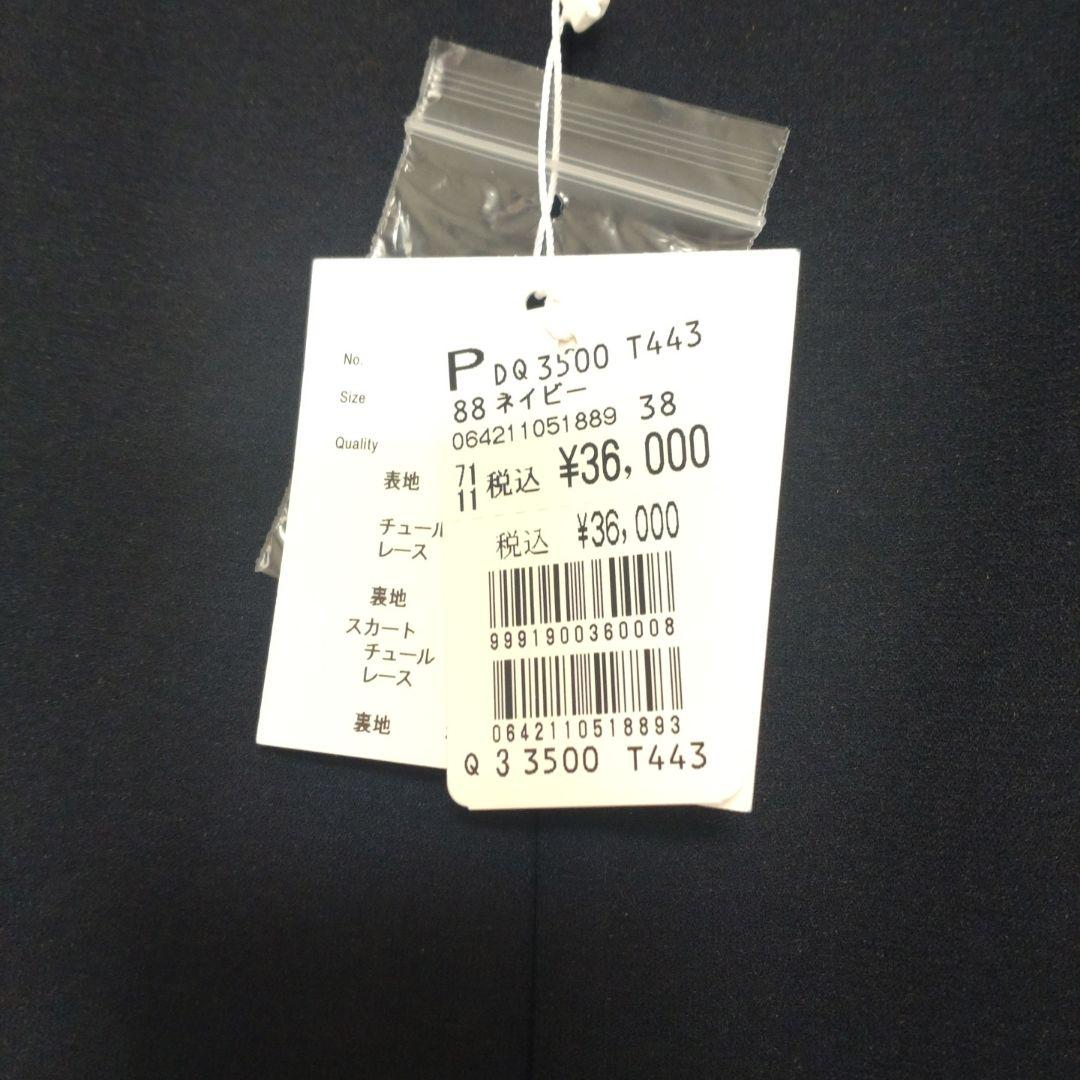 No.
Size
Quality
表地
チュール
レース
裏地
スカート
チュール
レース
裏地
P DQ 3500 T443
88 ネイビー
064211051889 38
71
11 税込 ¥36,000
税込 ¥36,000
9991900360008
0642110518893
Q 3 3500 T443